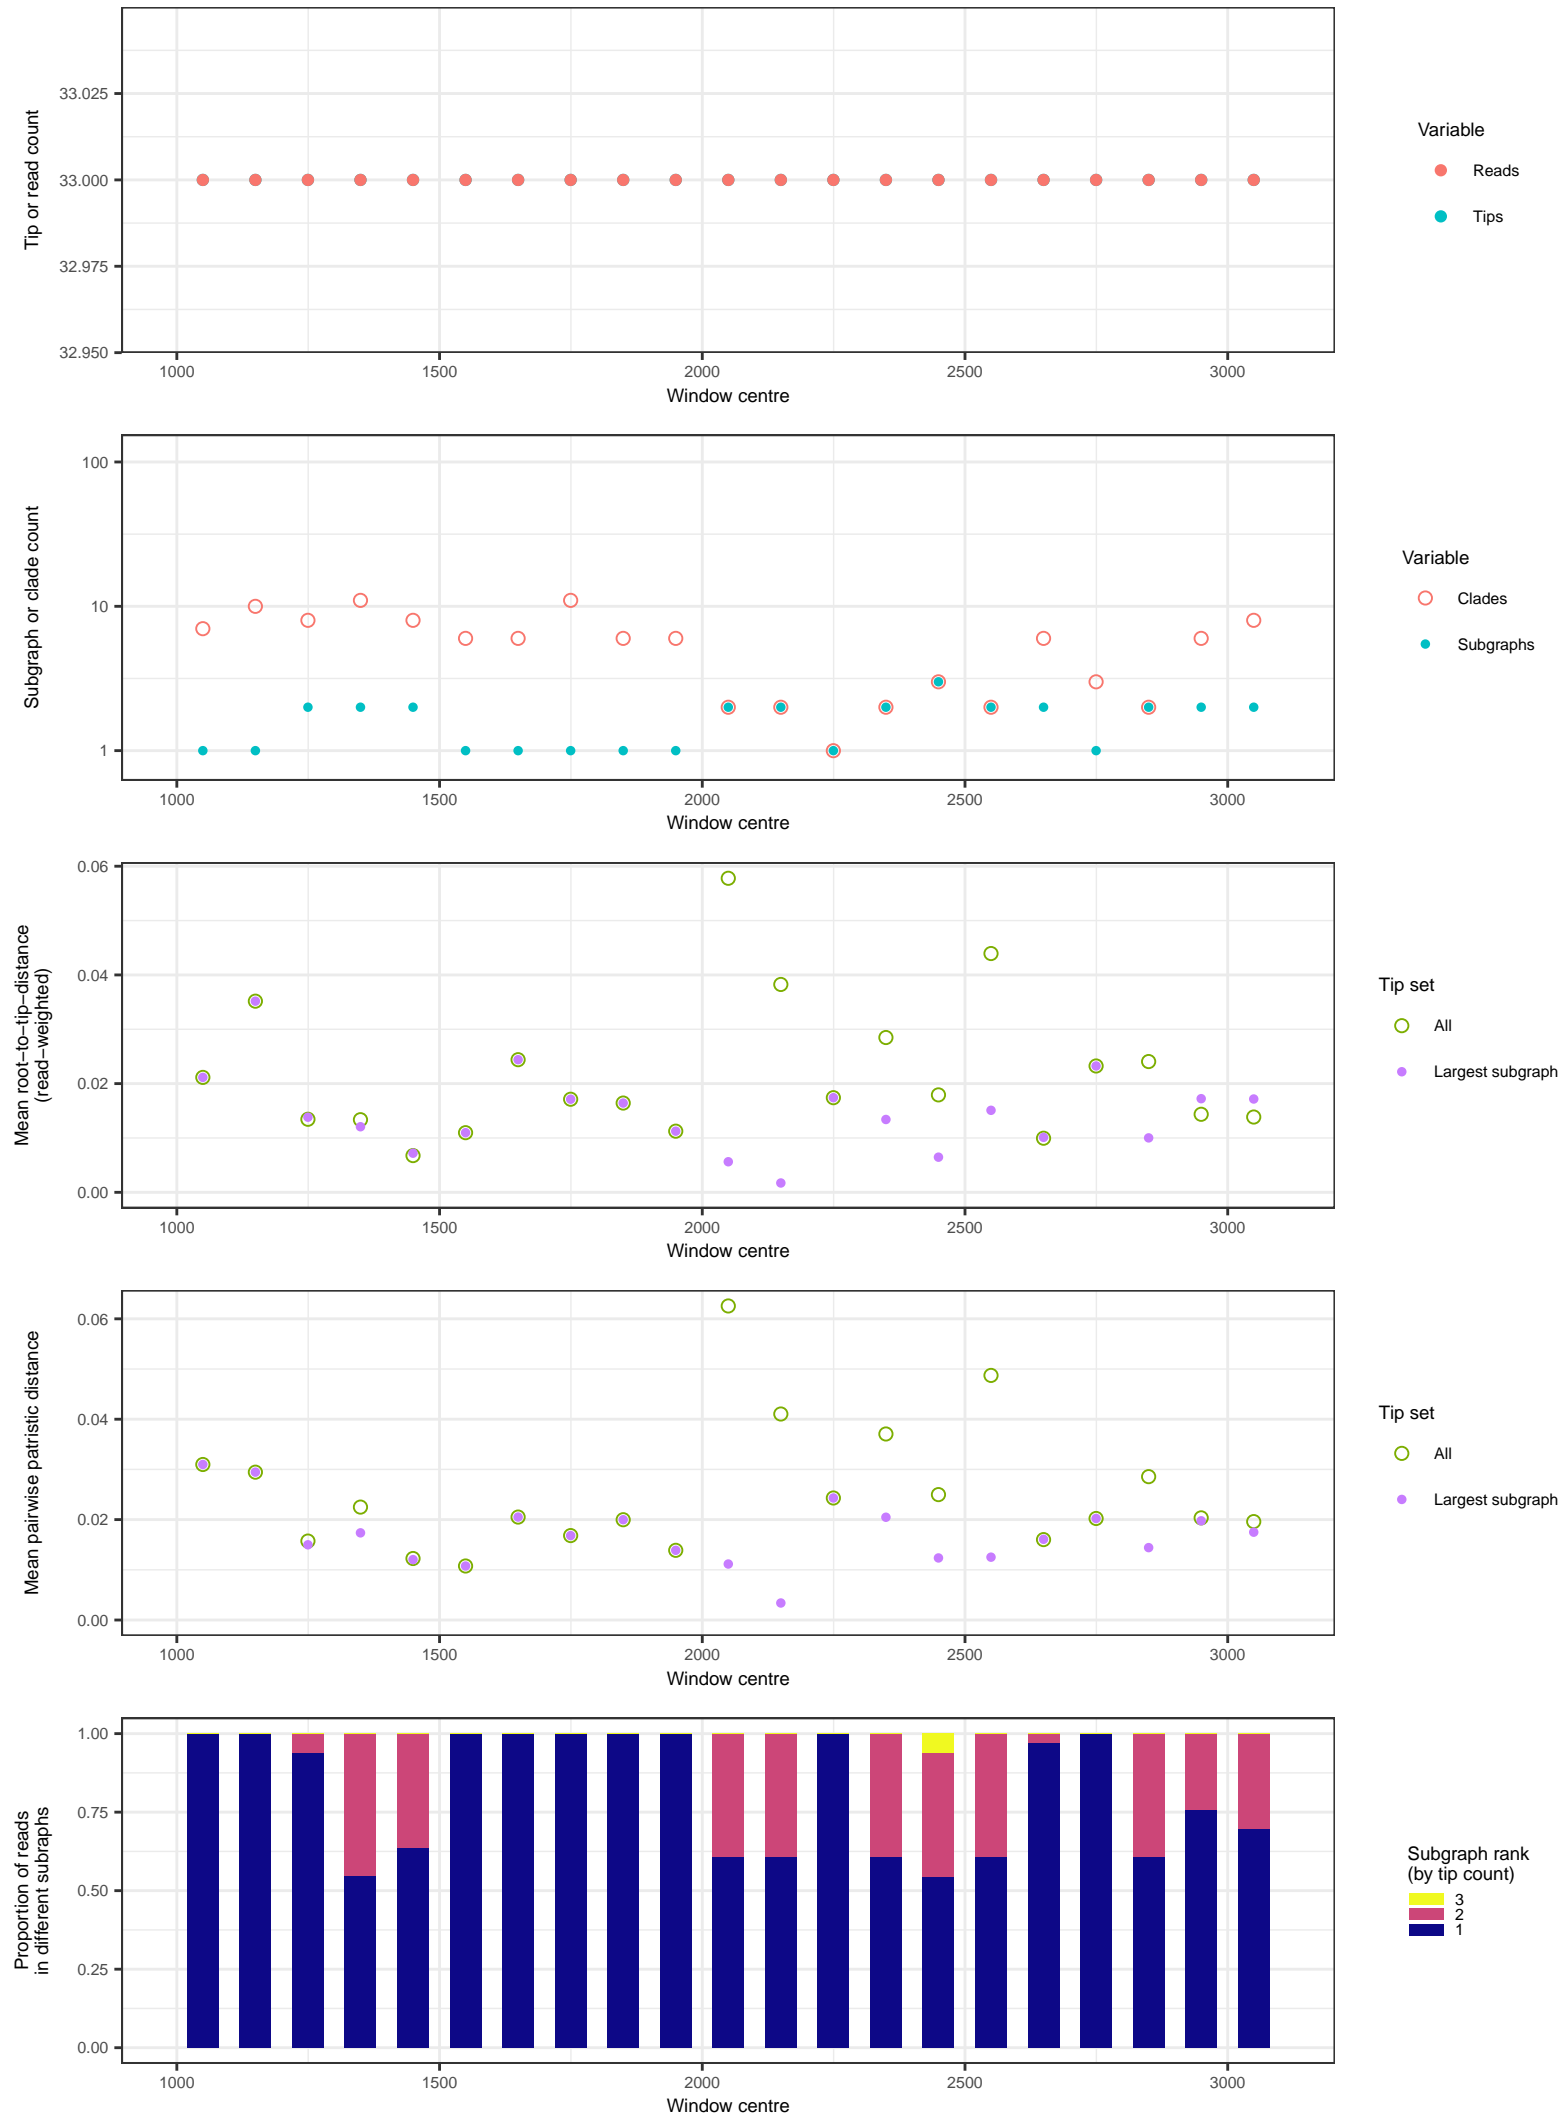 33.025
33.000
32.975
32.950
Tip or read count
1000 1500 2000 2500 3000
Window centre
Variable
Reads
Tips
100
10
1
Subgraph or clade count
1000 1500 2000 2500 3000
Window centre
Variable
Clades
Subgraphs
0.06
0.04
0.02
0.00
Mean root−to−tip−distance
(read−weighted)
1000 1500 2000 2500 3000
Window centre
Tip set
All
Largest subgraph
0.06
0.04
0.02
0.00
Mean pairwise patristic distance
1000 1500 2000 2500 3000
Window centre
Tip set
All
Largest subgraph
1.00
0.75
0.50
0.25
0.00
Proportion of reads
in different subraphs
1000 1500 2000 2500 3000
Window centre
Subgraph rank
(by tip count)
3
2
1